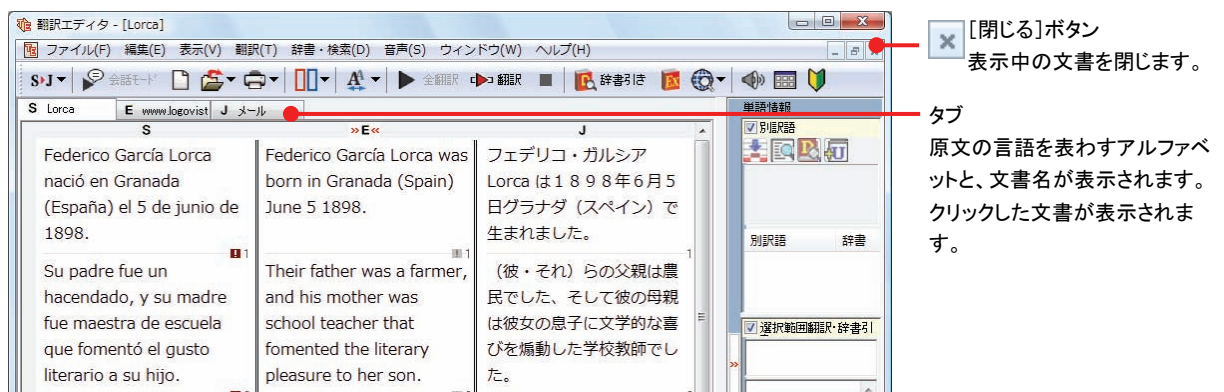 翻訳エディタ - [Lorca]
ファイル(F) 編集(E) 表示(V) 翻訳(T) 辞書・検索(D) 音声(S) ウィンドウ(W) ヘルプ(H)
S›J 会話モード 全翻訳 翻訳 辞書引き
S Lorca E www.logovist J メール
S »E« J
Federico García Lorca
nació en Granada
(España) el 5 de junio de
1898.
1
Federico García Lorca was
born in Granada (Spain)
June 5 1898.
1
フェデリコ・ガルシア
Lorca は１８９８年６月５
日グラナダ（スペイン）で
生まれました。
1
Su padre fue un
hacendado, y su madre
fue maestra de escuela
que fomentó el gusto
literario a su hijo.
Their father was a farmer,
and his mother was
school teacher that
fomented the literary
pleasure to her son.
（彼・それ）らの父親は農
民でした、そして彼の母親
は彼女の息子に文学的な喜
びを煽動した学校教師でし
た。
単語情報
別訳語
別訳語 辞書
選択範囲翻訳・辞書引
»
[閉じる]ボタン
表示中の文書を閉じます。
タブ
原文の言語を表わすアルファベ
ットと、文書名が表示されます。
クリックした文書が表示されま
す。